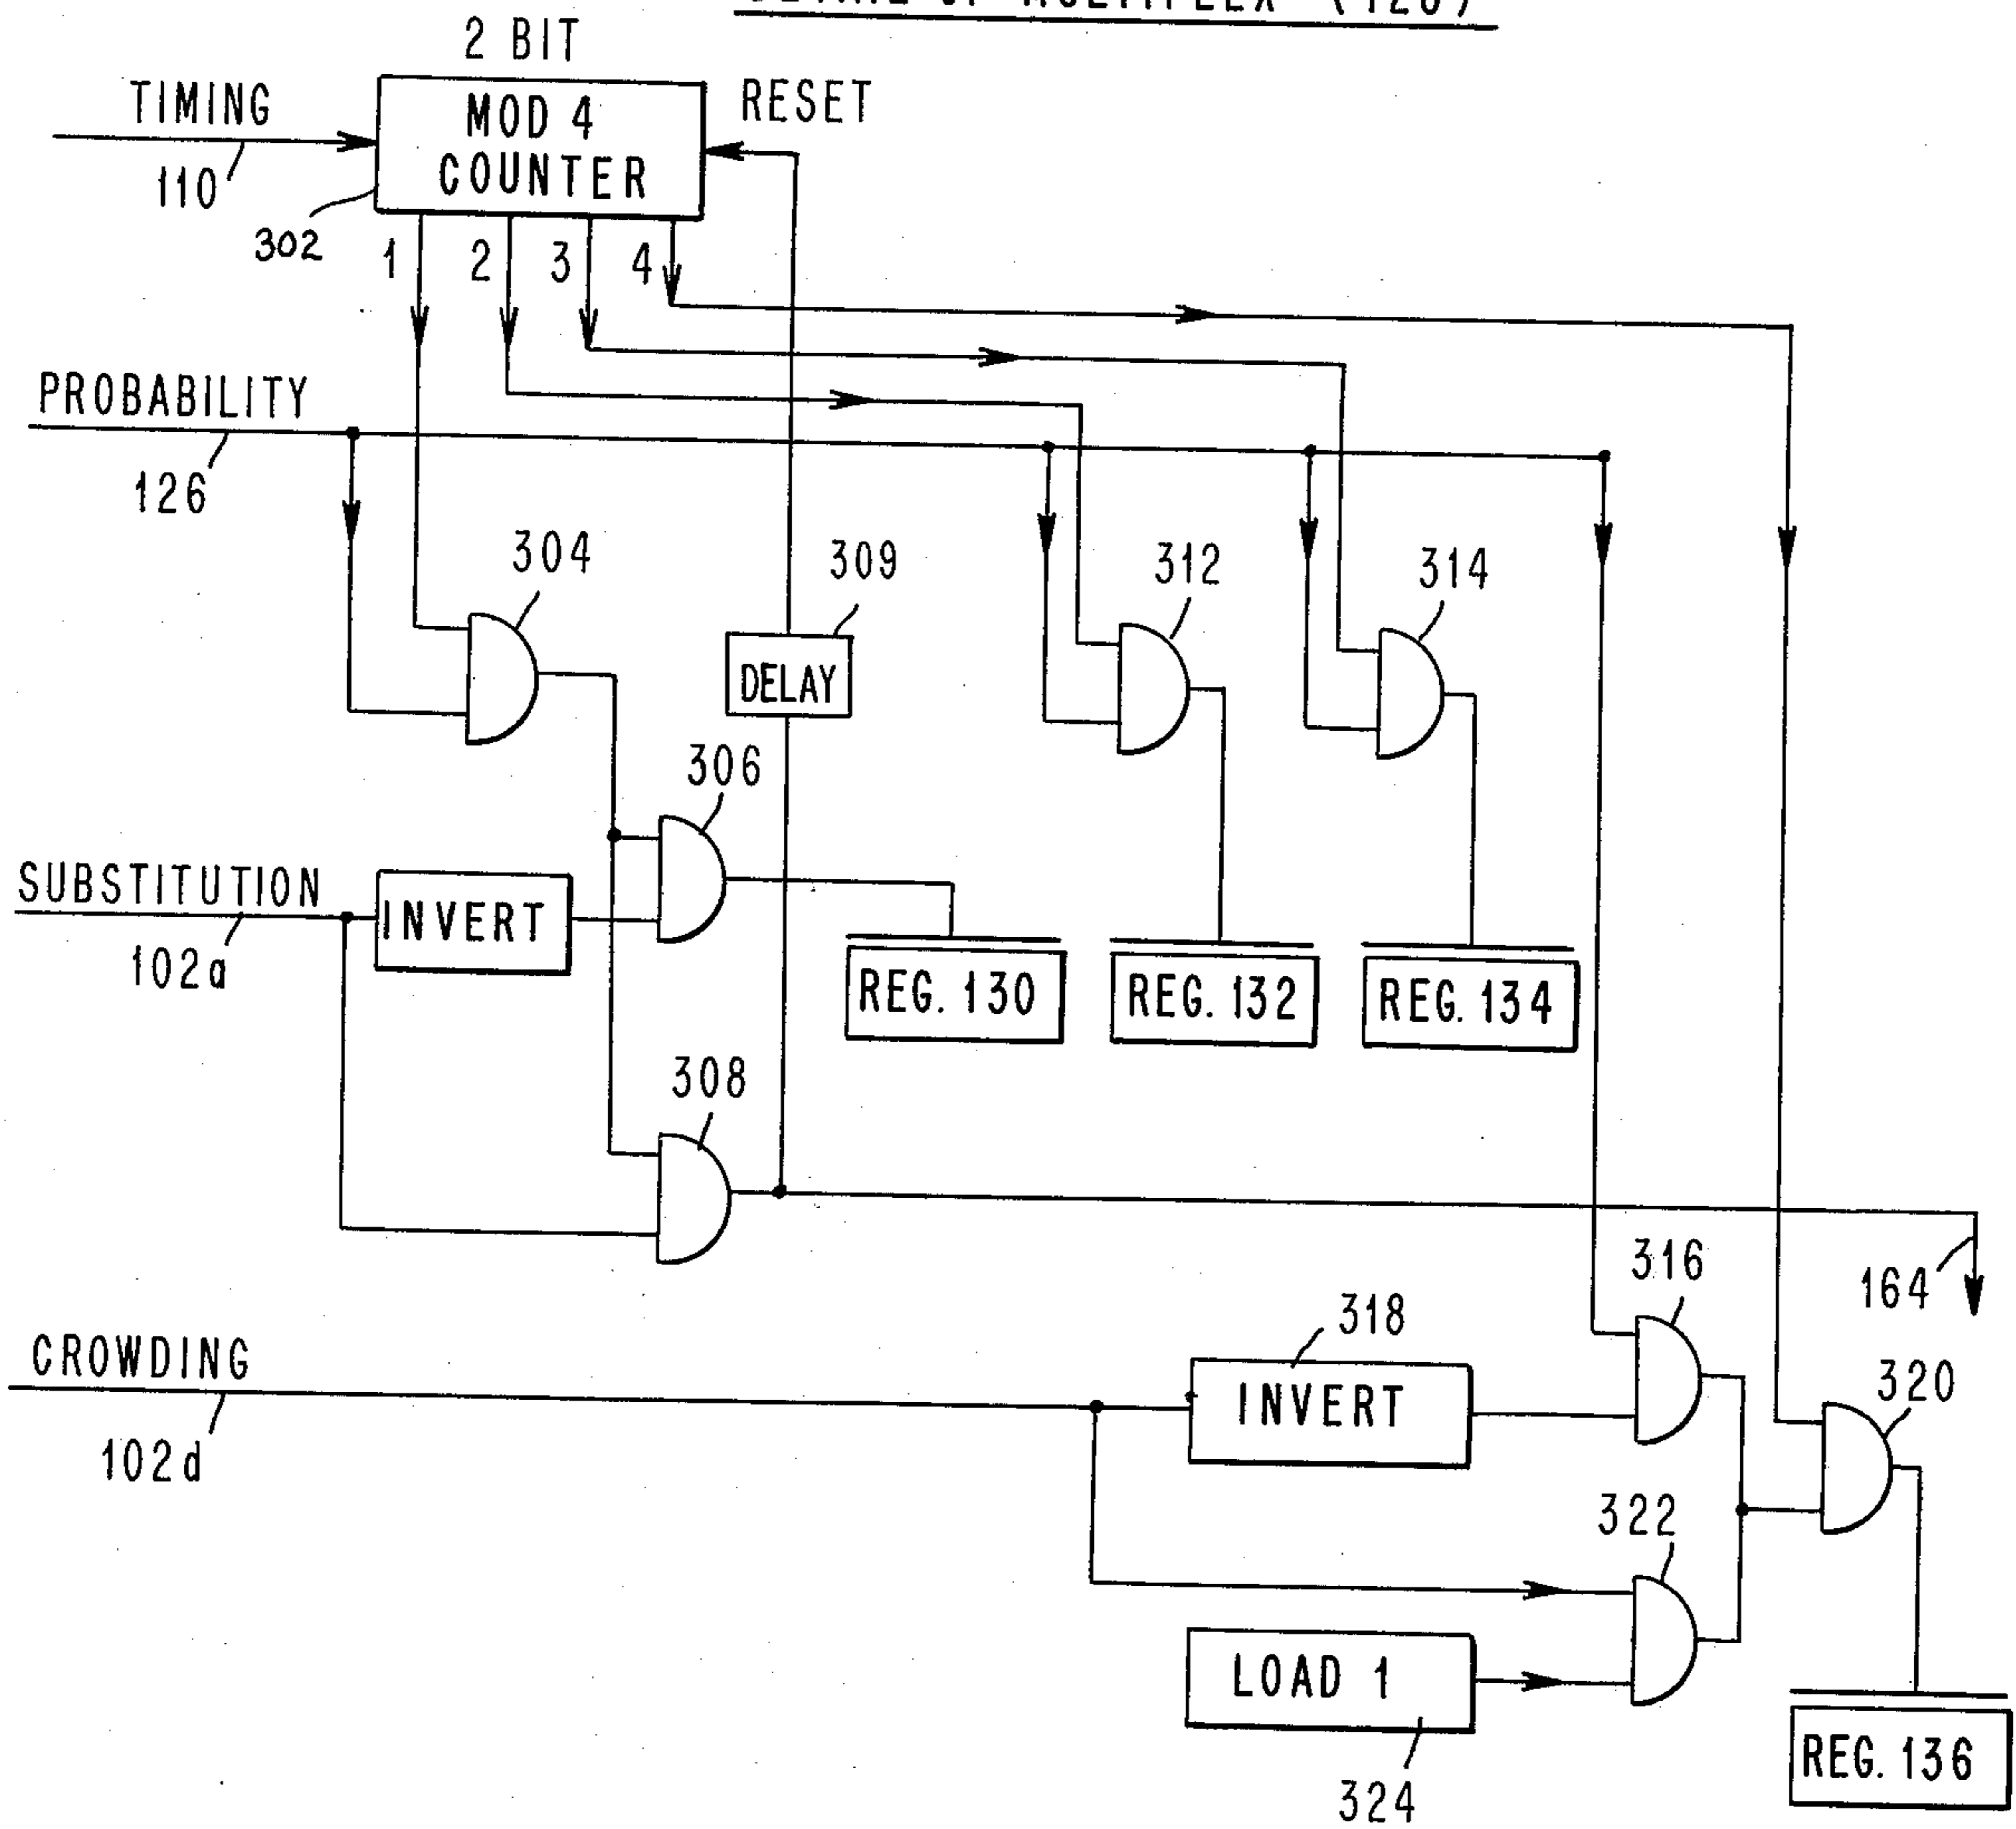 2 BIT
TIMING
MOD 4
COUNTER
RESET
110
302
1 2 3 4
PROBABILITY
126
304
309
312
314
DELAY
306
SUBSTITUTION
INVERT
102a
REG. 130
REG. 132
REG. 134
308
316
164
318
CROWDING
INVERT
320
102d
322
LOAD 1
REG. 136
324